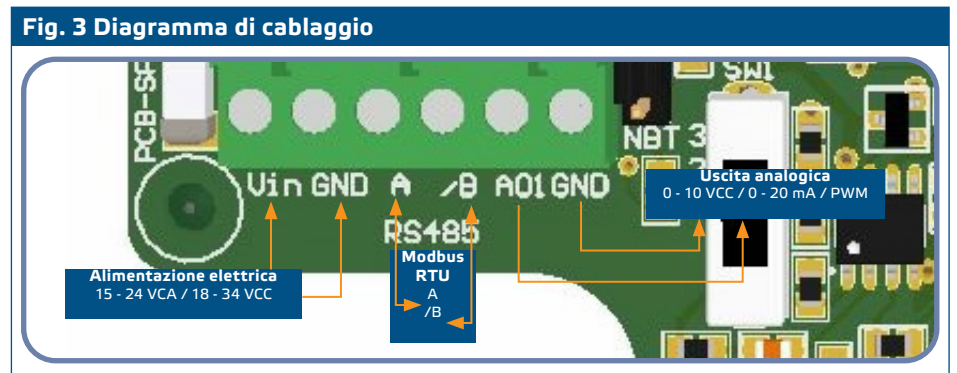 Fig. 3 Diagramma di cablaggio
PCB-SF
SW1
NBT 3
Vin GND A /B AO1 GND
RS485
Uscita analogica
0 - 10 VCC / 0 - 20 mA / PWM
Alimentazione elettrica
15 - 24 VCA / 18 - 34 VCC
Modbus
RTU
A
/B